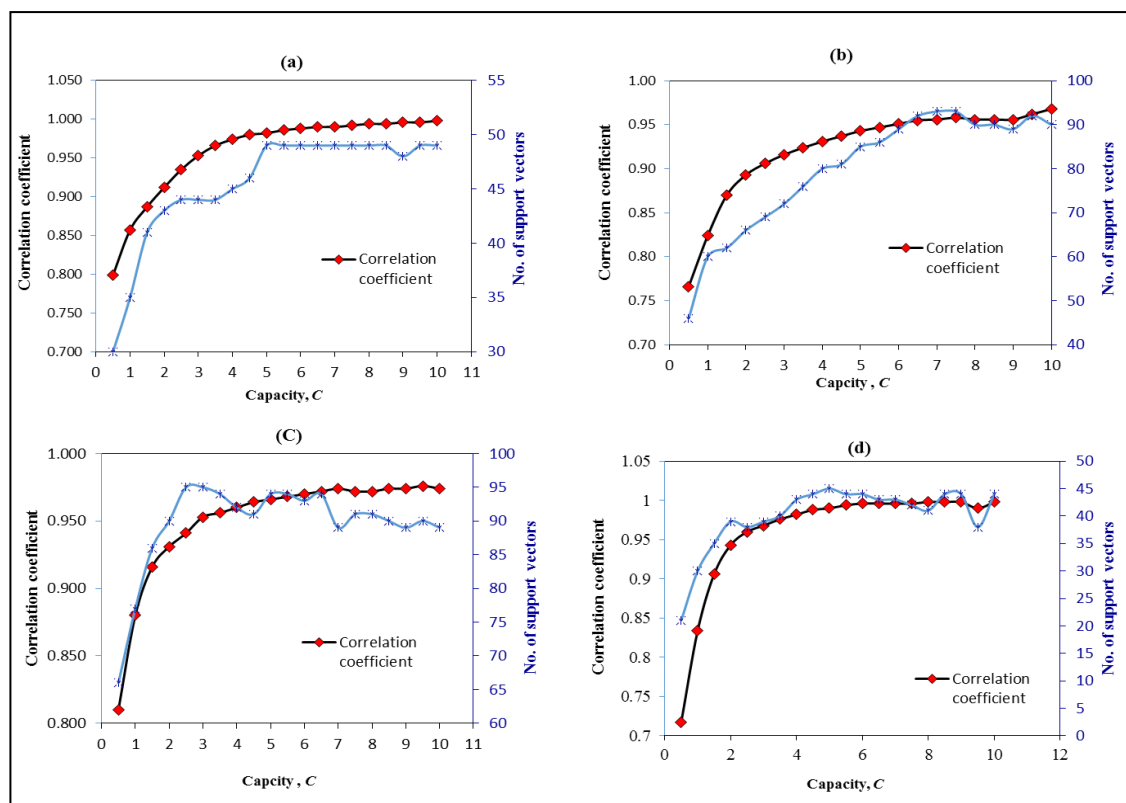 (a)
1.050
1.000
0.950
0.900
0.850
0.800
0.750
0.700
Correlation coefficient
55
50
45
40
35
30
No. of support vectors
Correlation
coefficient
0 1 2 3 4 5 6 7 8 9 10 11
Capacity, C
(b)
1.00
0.95
0.90
0.85
0.80
0.75
0.70
Correlation coefficient
100
90
80
70
60
50
40
No. of support vectors
Correlation
coefficient
0 1 2 3 4 5 6 7 8 9 10
Capcity , C
(C)
1.000
0.950
0.900
0.850
0.800
Correlation coefficient
100
95
90
85
80
75
70
65
60
No. of support vectors
Correlation
coefficient
0 1 2 3 4 5 6 7 8 9 10 11
Capcity , C
(d)
1.05
1
0.95
0.9
0.85
0.8
0.75
0.7
Correlation coefficient
50
45
40
35
30
25
20
15
10
5
0
No. of support vectors
Correlation
coefficient
0 2 4 6 8 10 12
Capacity, C